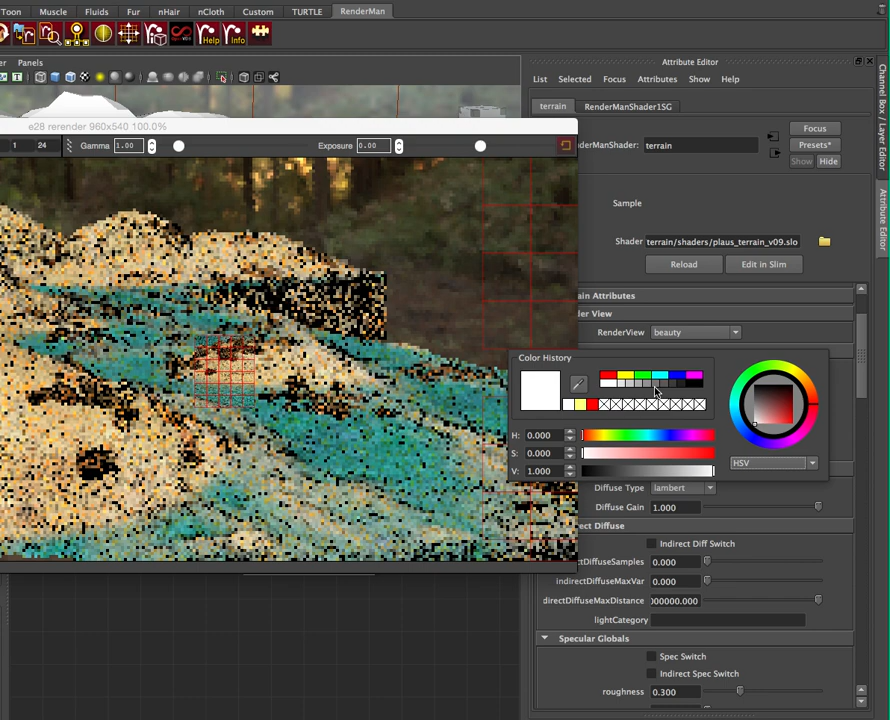 Toon Muscle Fluids Fur nHair nCloth Custom TURTLE RenderMan
Help Info
Panels
Attribute Editor
List Selected Focus Attributes Show Help
terrain RenderManShader1SG
e28 rerender 960x540 100.0%
1 24 Gamma 1.00 Exposure 0.00
derManShader: terrain
Focus
Presets*
Show Hide
Sample
Shader terrain/shaders/plaus_terrain_v09.slo
Reload Edit in Slim
ain Attributes
der View
RenderView beauty
Color History
H: 0.000
S: 0.000
V: 1.000
HSV
Diffuse Type lambert
Diffuse Gain 1.000
ect Diffuse
Indirect Diff Switch
ctDiffuseSamples 0.000
indirectDiffuseMaxVar 0.000
directDiffuseMaxDistance 000000.000
lightCategory
Specular Globals
Spec Switch
Indirect Spec Switch
roughness 0.300
Channel Box / Layer Editor
Attribute Editor